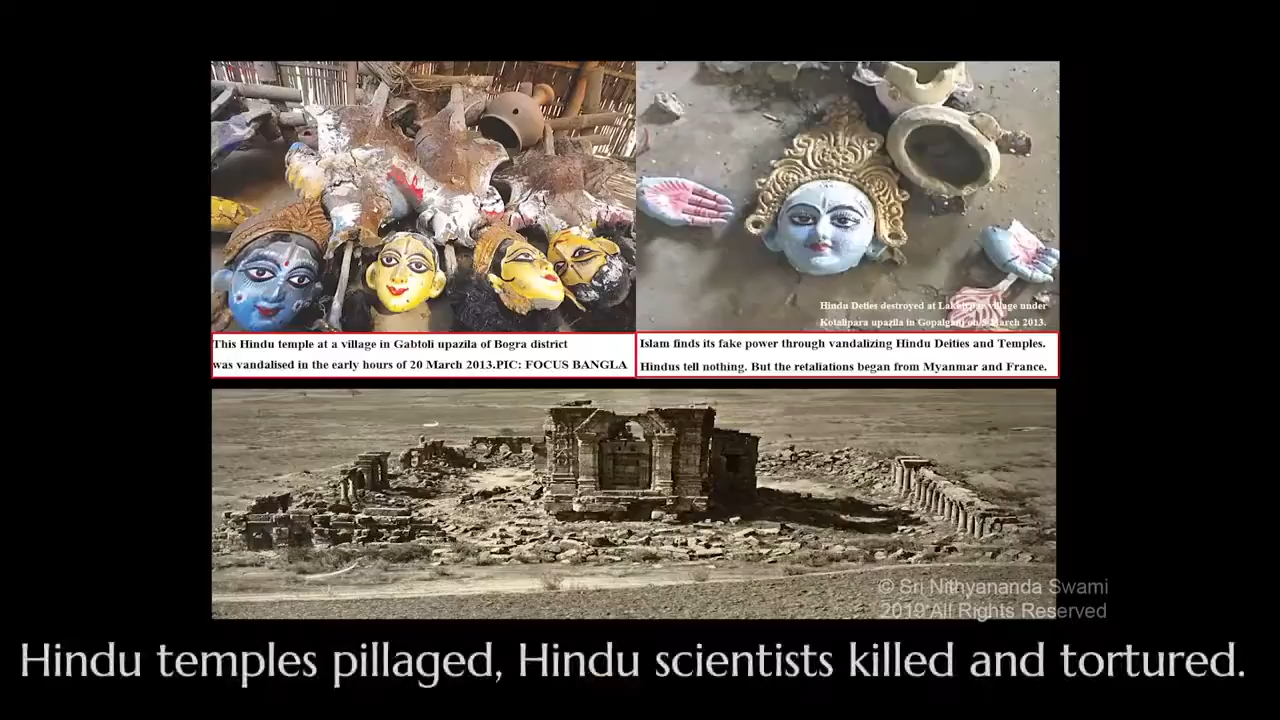 Hindu Deties destroyed at Lakhirpar village under
Kotalipara upazila in Gopalganj on 5 March 2013.
This Hindu temple at a village in Gabtoli upazila of Bogra district
was vandalised in the early hours of 20 March 2013.PIC: FOCUS BANGLA
Islam finds its fake power through vandalizing Hindu Deities and Temples.
Hindus tell nothing. But the retaliations began from Myanmar and France.
© Sri Nithyananda Swami
2019 All Rights Reserved
Hindu temples pillaged, Hindu scientists killed and tortured.